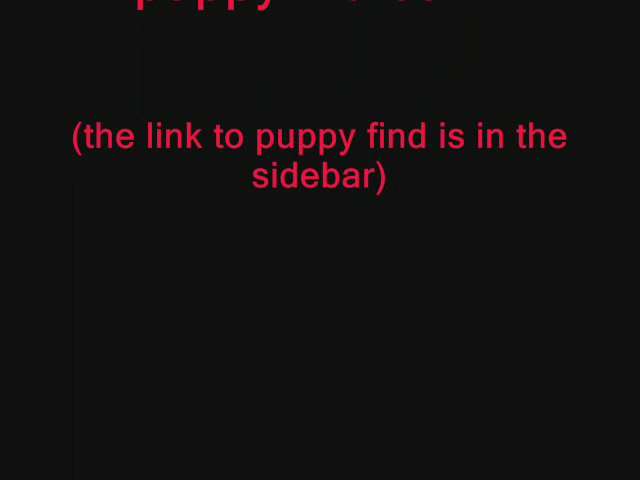 (the link to puppy find is in the
sidebar)